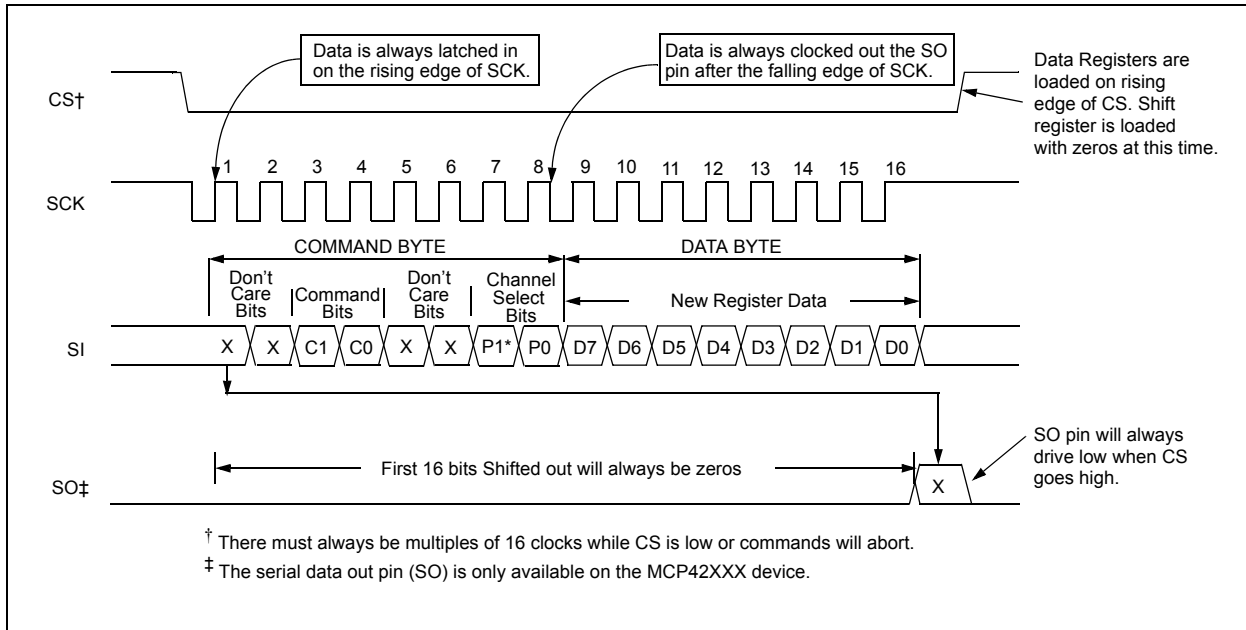 Data is always latched in
on the rising edge of SCK.
Data is always clocked out the SO
pin after the falling edge of SCK.
Data Registers are
loaded on rising
edge of CS. Shift
register is loaded
with zeros at this time.
CS†
1 2 3 4 5 6 7 8 9 10 11 12 13 14 15 16
SCK
COMMAND BYTE
DATA BYTE
Don't
Care
Bits
Command
Bits
Don't
Care
Bits
Channel
Select
Bits
New Register Data
SI
X X C1 C0 X X P1* P0 D7 D6 D5 D4 D3 D2 D1 D0
First 16 bits Shifted out will always be zeros
X
SO‡
SO pin will always
drive low when CS
goes high.
† There must always be multiples of 16 clocks while CS is low or commands will abort.
‡ The serial data out pin (SO) is only available on the MCP42XXX device.